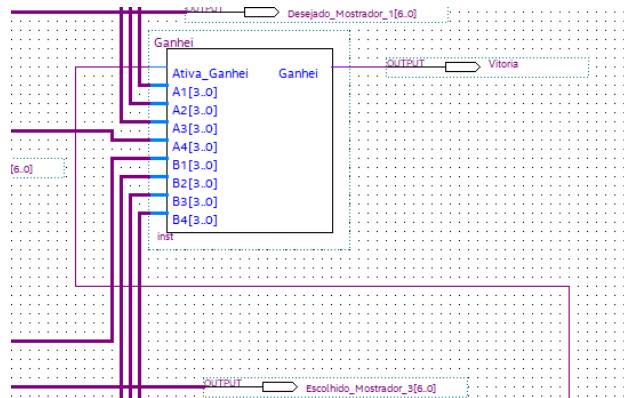 OUTPUT
Desejado_Mostrador_1[6..0]
Ganhei
OUTPUT
Vitoria
Ativa_Ganhei Ganhei
A1[3..0]
A2[3..0]
A3[3..0]
A4[3..0]
[6..0]
B1[3..0]
B2[3..0]
B3[3..0]
B4[3..0]
inst
OUTPUT
Escolhido_Mostrador_3[6..0]